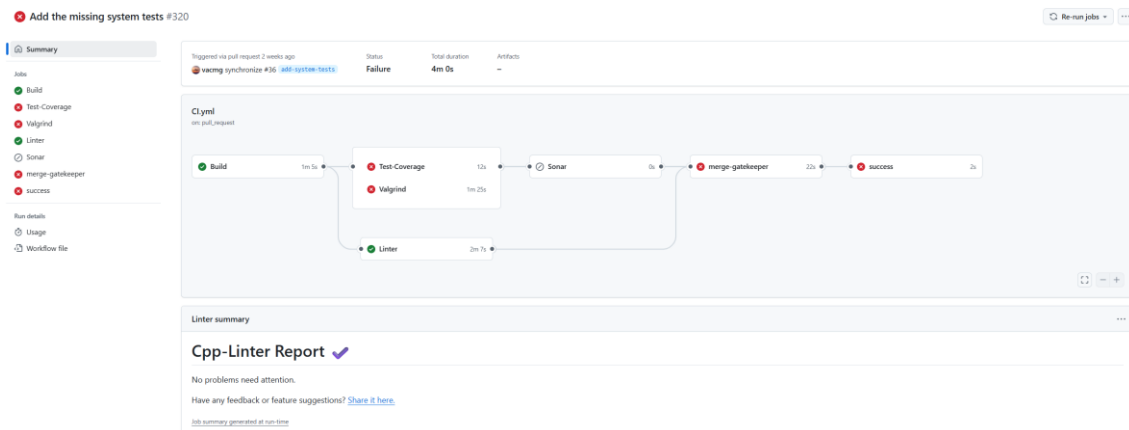 Add the missing system tests #320
Re-run jobs
Summary
Jobs
Build
Test-Coverage
Valgrind
Linter
Sonar
merge-gatekeeper
success
Run details
Usage
Workflow file
Triggered via pull request 2 weeks ago
Status
Total duration
Artifacts
vacmg synchronize #36 add-system-tests
Failure
4m 0s
–
CI.yml
on: pull_request
Build 1m 5s
Test-Coverage 12s
Valgrind 1m 25s
Sonar 0s
merge-gatekeeper 22s
success 2s
Linter 2m 7s
Linter summary
Cpp-Linter Report
No problems need attention.
Have any feedback or feature suggestions? Share it here.
Job summary generated at run-time